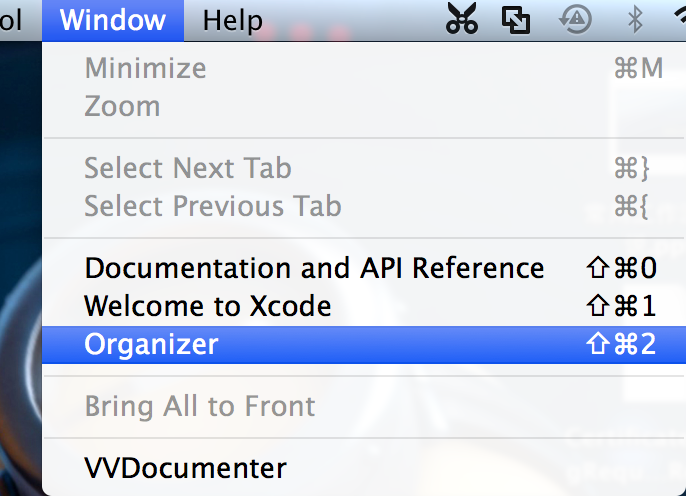 ol Window Help
Minimize ⌘M
Zoom
Select Next Tab ⌘}
Select Previous Tab ⌘{
Documentation and API Reference ⇧⌘0
Welcome to Xcode ⇧⌘1
Organizer ⇧⌘2
Bring All to Front
VVDocumenter